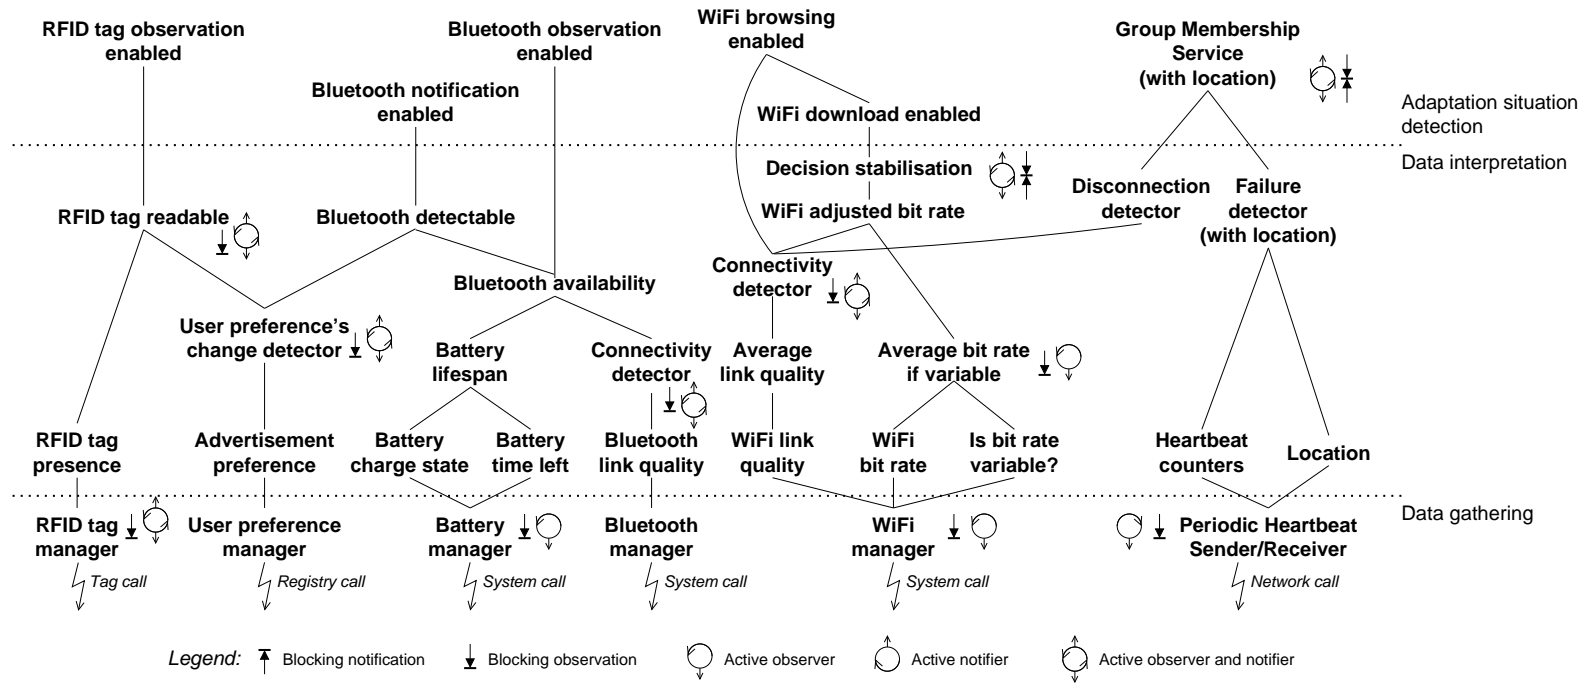 RFID tag observation
enabled
Bluetooth observation
enabled
WiFi browsing
enabled
Group Membership
Service
(with location)
Bluetooth notification
enabled
WiFi download enabled
Adaptation situation
detection
Data interpretation
Decision stabilisation
Disconnection
detector
Failure
detector
(with location)
RFID tag readable
Bluetooth detectable
WiFi adjusted bit rate
Connectivity
detector
Bluetooth availability
User preference's
change detector
Battery
lifespan
Connectivity
detector
Average
link quality
Average bit rate
if variable
RFID tag
presence
Advertisement
preference
Battery
charge state
Battery
time left
Bluetooth
link quality
WiFi link
quality
WiFi
bit rate
Is bit rate
variable?
Heartbeat
counters
Location
Data gathering
RFID tag
manager
User preference
manager
Battery
manager
Bluetooth
manager
WiFi
manager
Periodic Heartbeat
Sender/Receiver
Tag call
Registry call
System call
System call
System call
Network call
Legend:
Blocking notification
Blocking observation
Active observer
Active notifier
Active observer and notifier